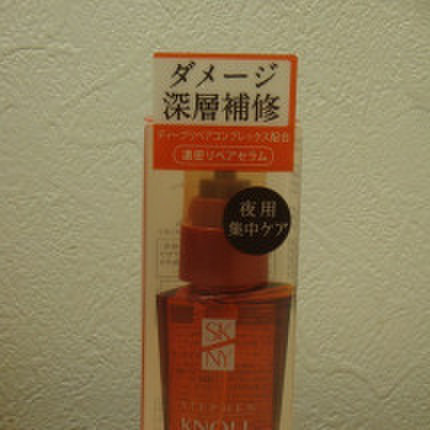 ダメージ
深層補修
ディープリペアコンプレックス配合
濃密リペアセラム
夜用
集中ケア
SK
NY
STEPHEN
KNOLL